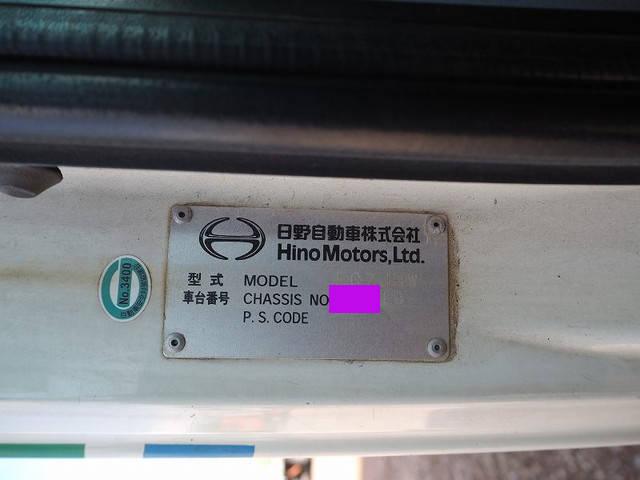 日野自動車株式会社
Hino Motors, Ltd.
型式 MODEL
車台番号 CHASSIS NO
P. S. CODE
No.3400